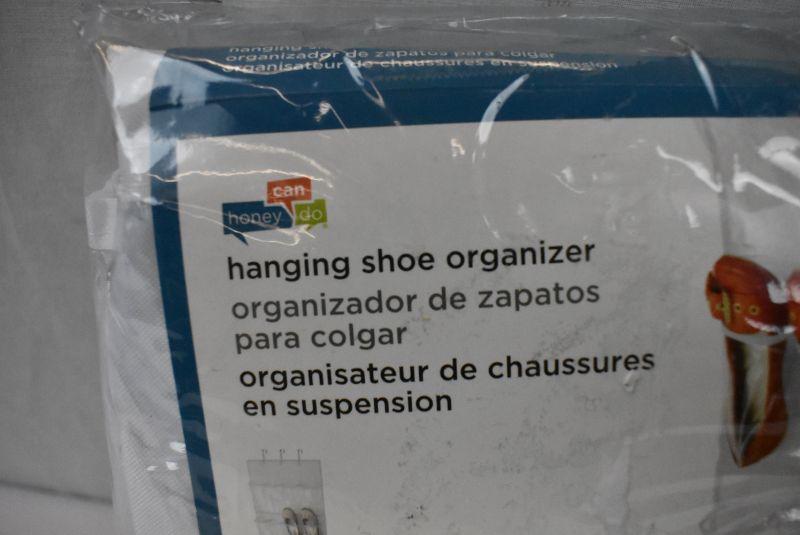 hanging
organizador de zapatos para colgar
organisateur de chaussures en suspension
can
honey do
hanging shoe organizer
organizador de zapatos
para colgar
organisateur de chaussures
en suspension